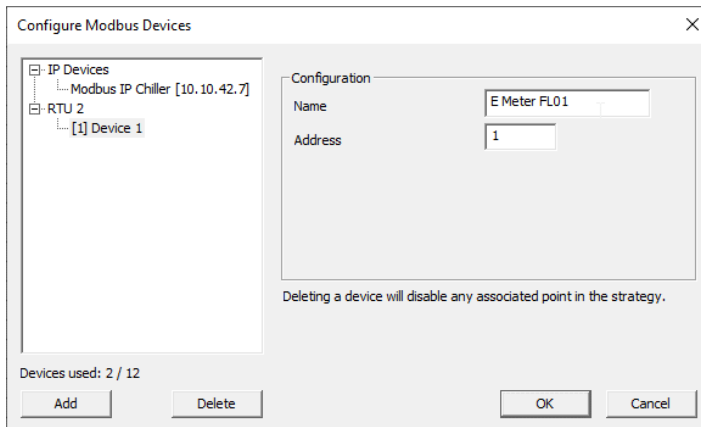 Configure Modbus Devices
IP Devices
Modbus IP Chiller [10.10.42.7]
RTU 2
[1] Device 1
Configuration
Name
E Meter FL01
Address
1
Deleting a device will disable any associated point in the strategy.
Devices used: 2 / 12
Add
Delete
OK
Cancel